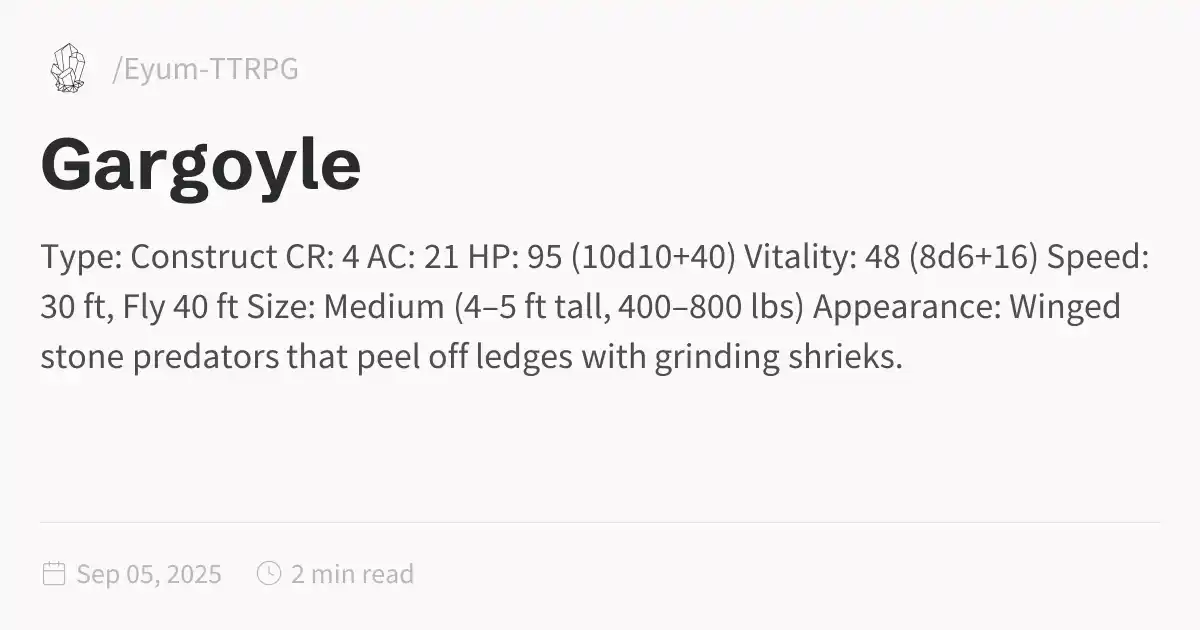 /Eyum-TTRPG
Gargoyle
Type: Construct CR: 4 AC: 21 HP: 95 (10d10+40) Vitality: 48 (8d6+16) Speed:
30 ft, Fly 40 ft Size: Medium (4–5 ft tall, 400–800 lbs) Appearance: Winged
stone predators that peel off ledges with grinding shrieks.
Sep 05, 2025 2 min read